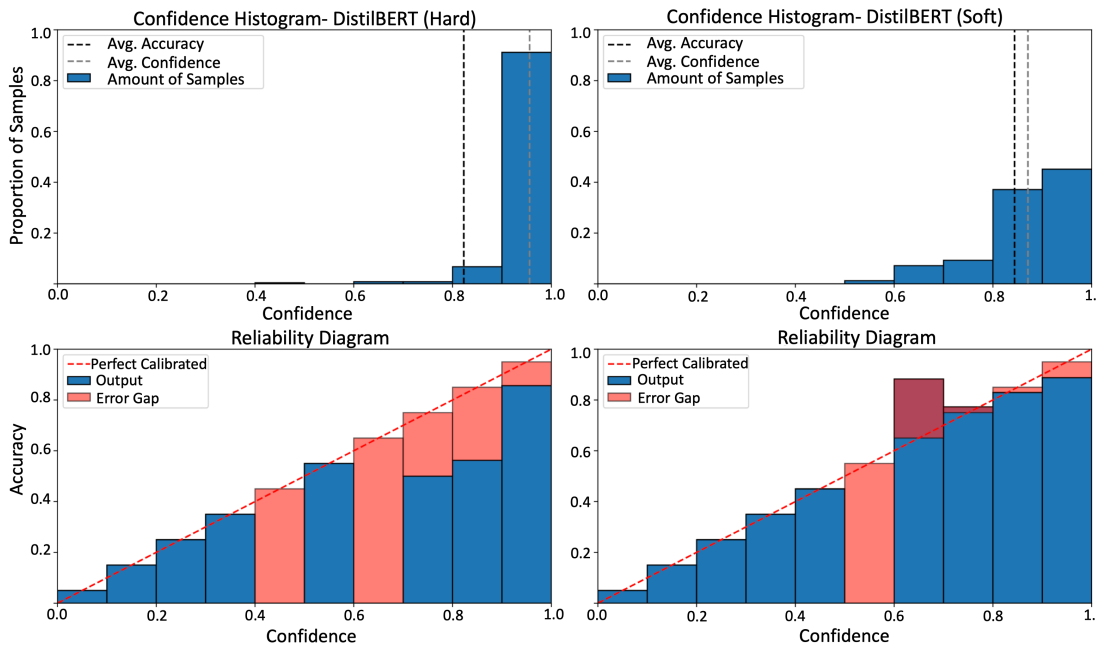 Confidence Histogram- DistilBERT (Hard)
1.0
0.8
0.6
0.4
0.2
Proportion of Samples
Avg. Accuracy
Avg. Confidence
Amount of Samples
0.0 0.2 0.4 0.6 0.8 1.0
Confidence
Confidence Histogram- DistilBERT (Soft)
1.0
0.8
0.6
0.4
0.2
Avg. Accuracy
Avg. Confidence
Amount of Samples
0.0 0.2 0.4 0.6 0.8 1.
Confidence
Reliability Diagram
1.0
0.8
0.6
0.4
0.2
Accuracy
Perfect Calibrated
Output
Error Gap
0.0 0.2 0.4 0.6 0.8 1.0
Confidence
Reliability Diagram
1.0
0.8
0.6
0.4
0.2
Perfect Calibrated
Output
Error Gap
0.0 0.2 0.4 0.6 0.8 1.
Confidence